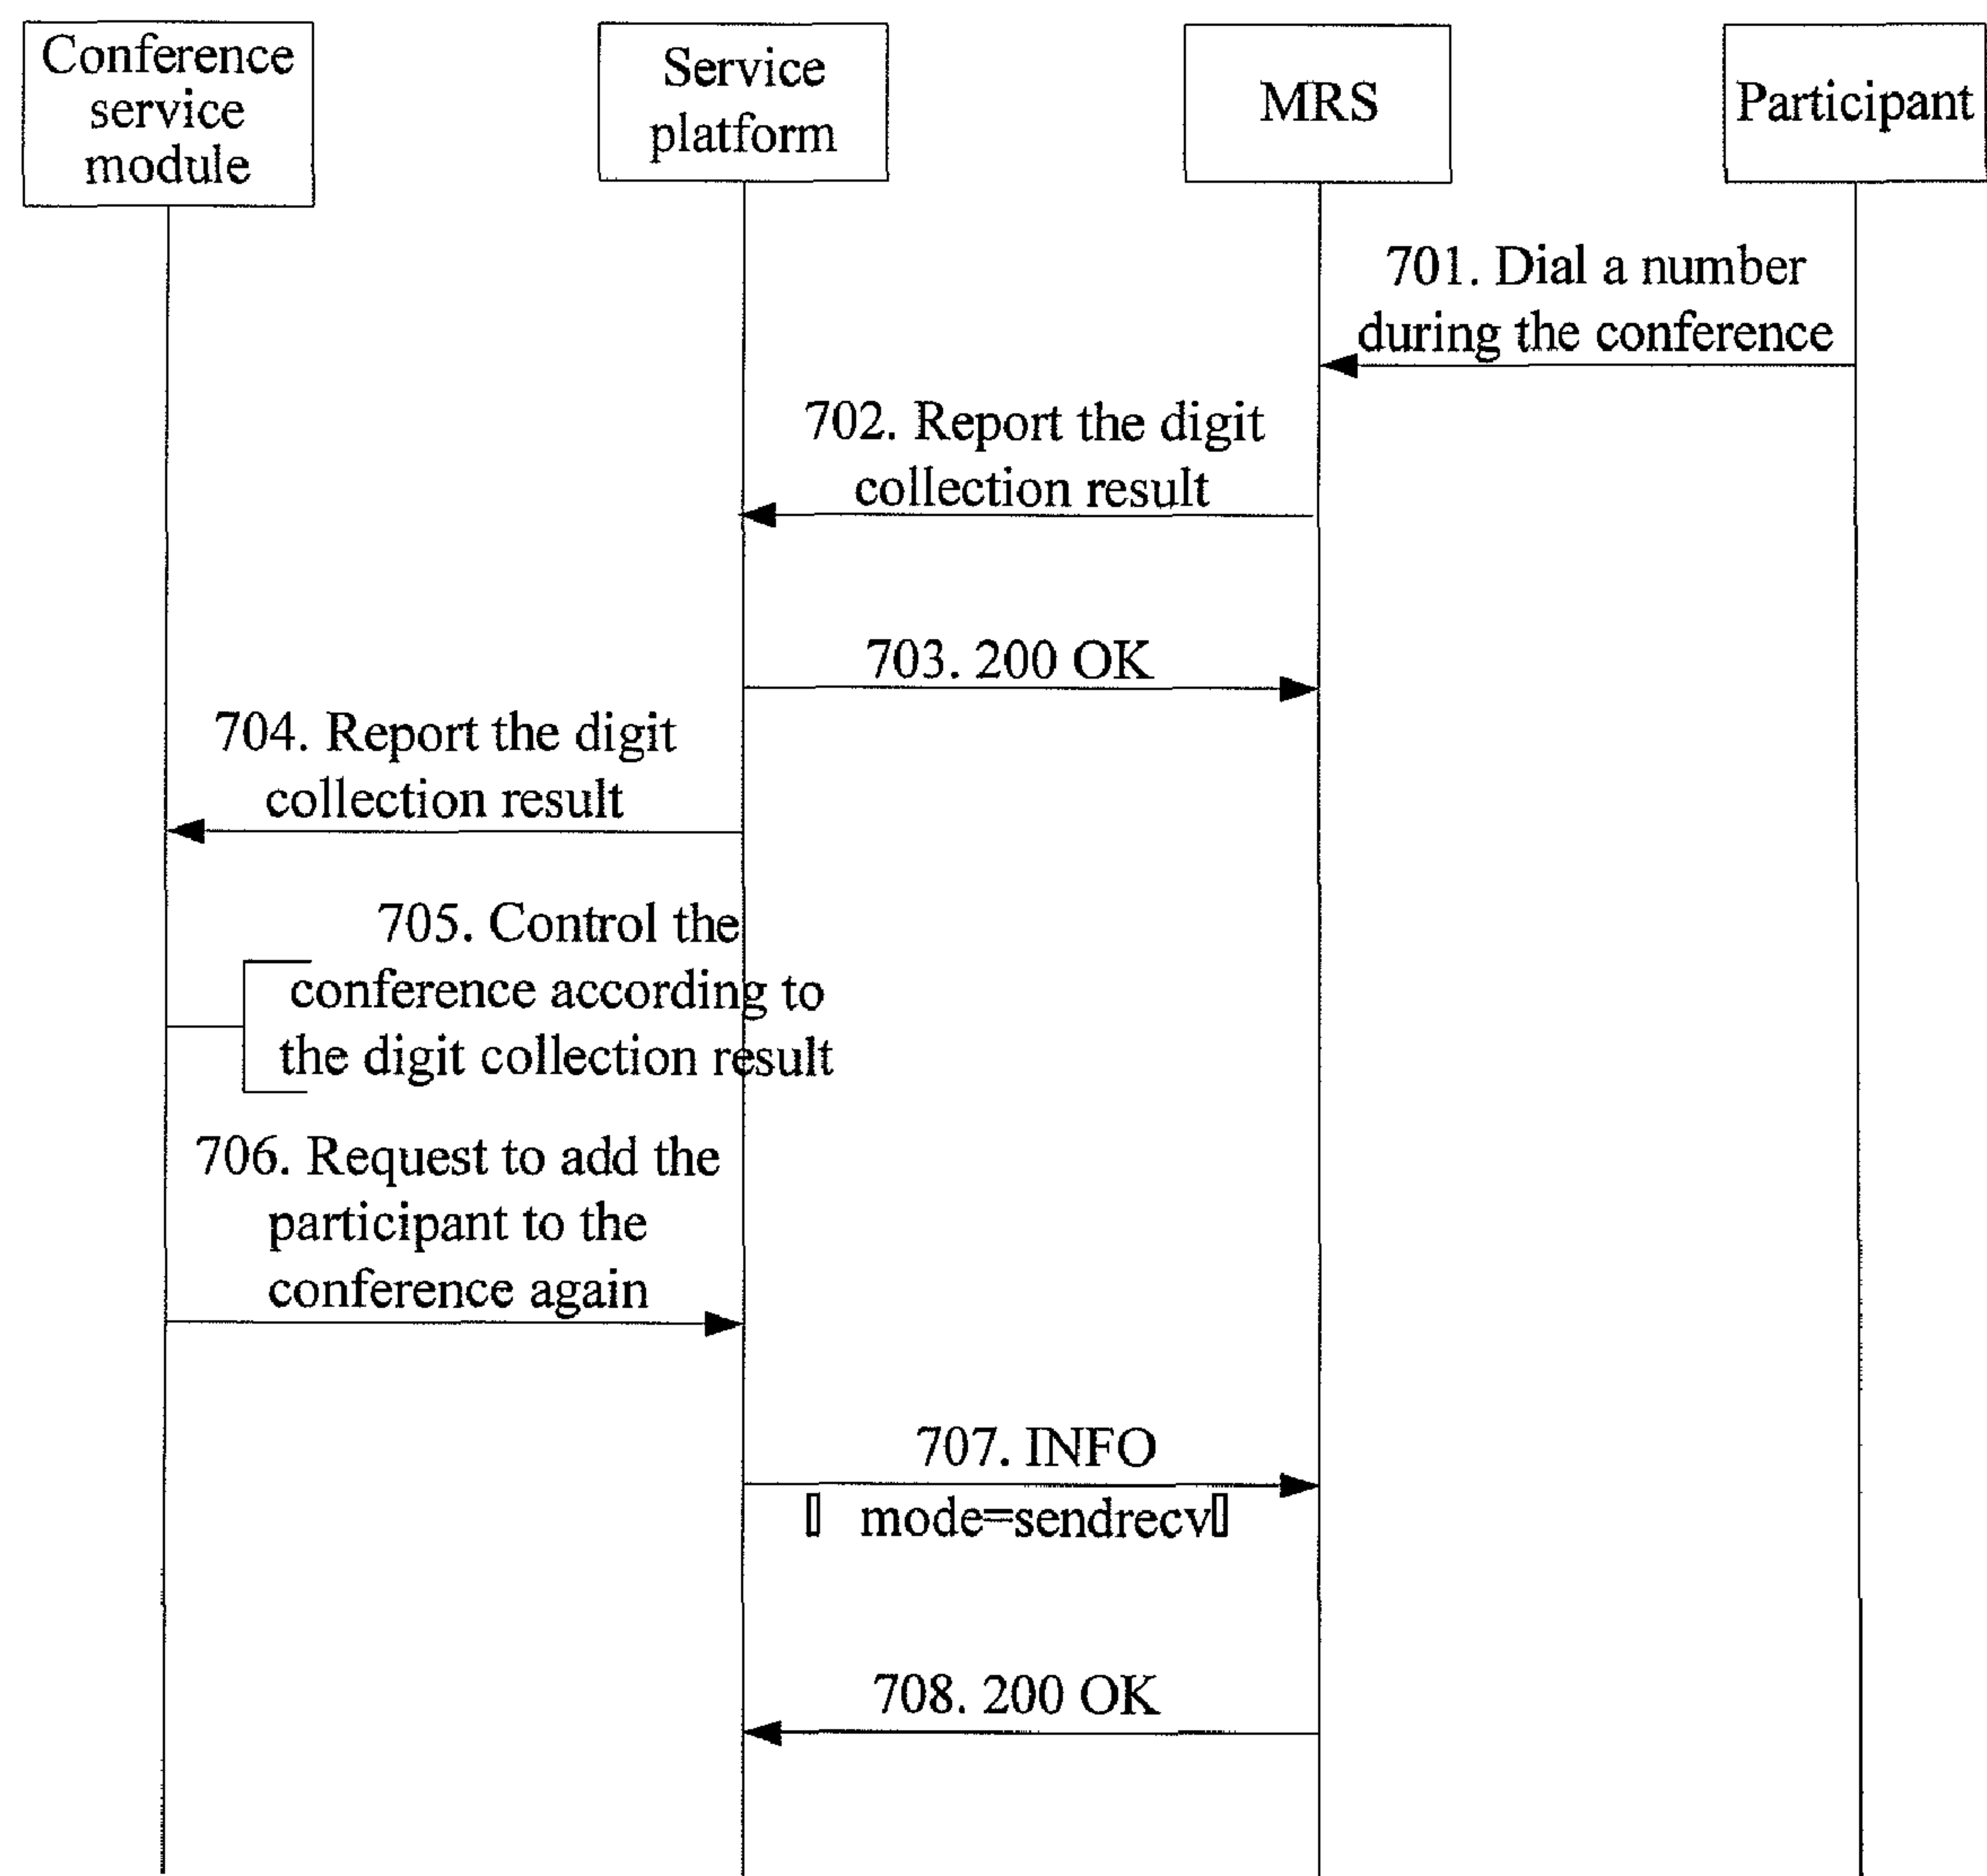 Conference
service
module
Service
platform
MRS
Participant
701. Dial a number
during the conference
702. Report the digit
collection result
703. 200 OK
704. Report the digit
collection result
705. Control the
conference according to
the digit collection result
706. Request to add the
participant to the
conference again
707. INFO
mode=sendrecv
708. 200 OK